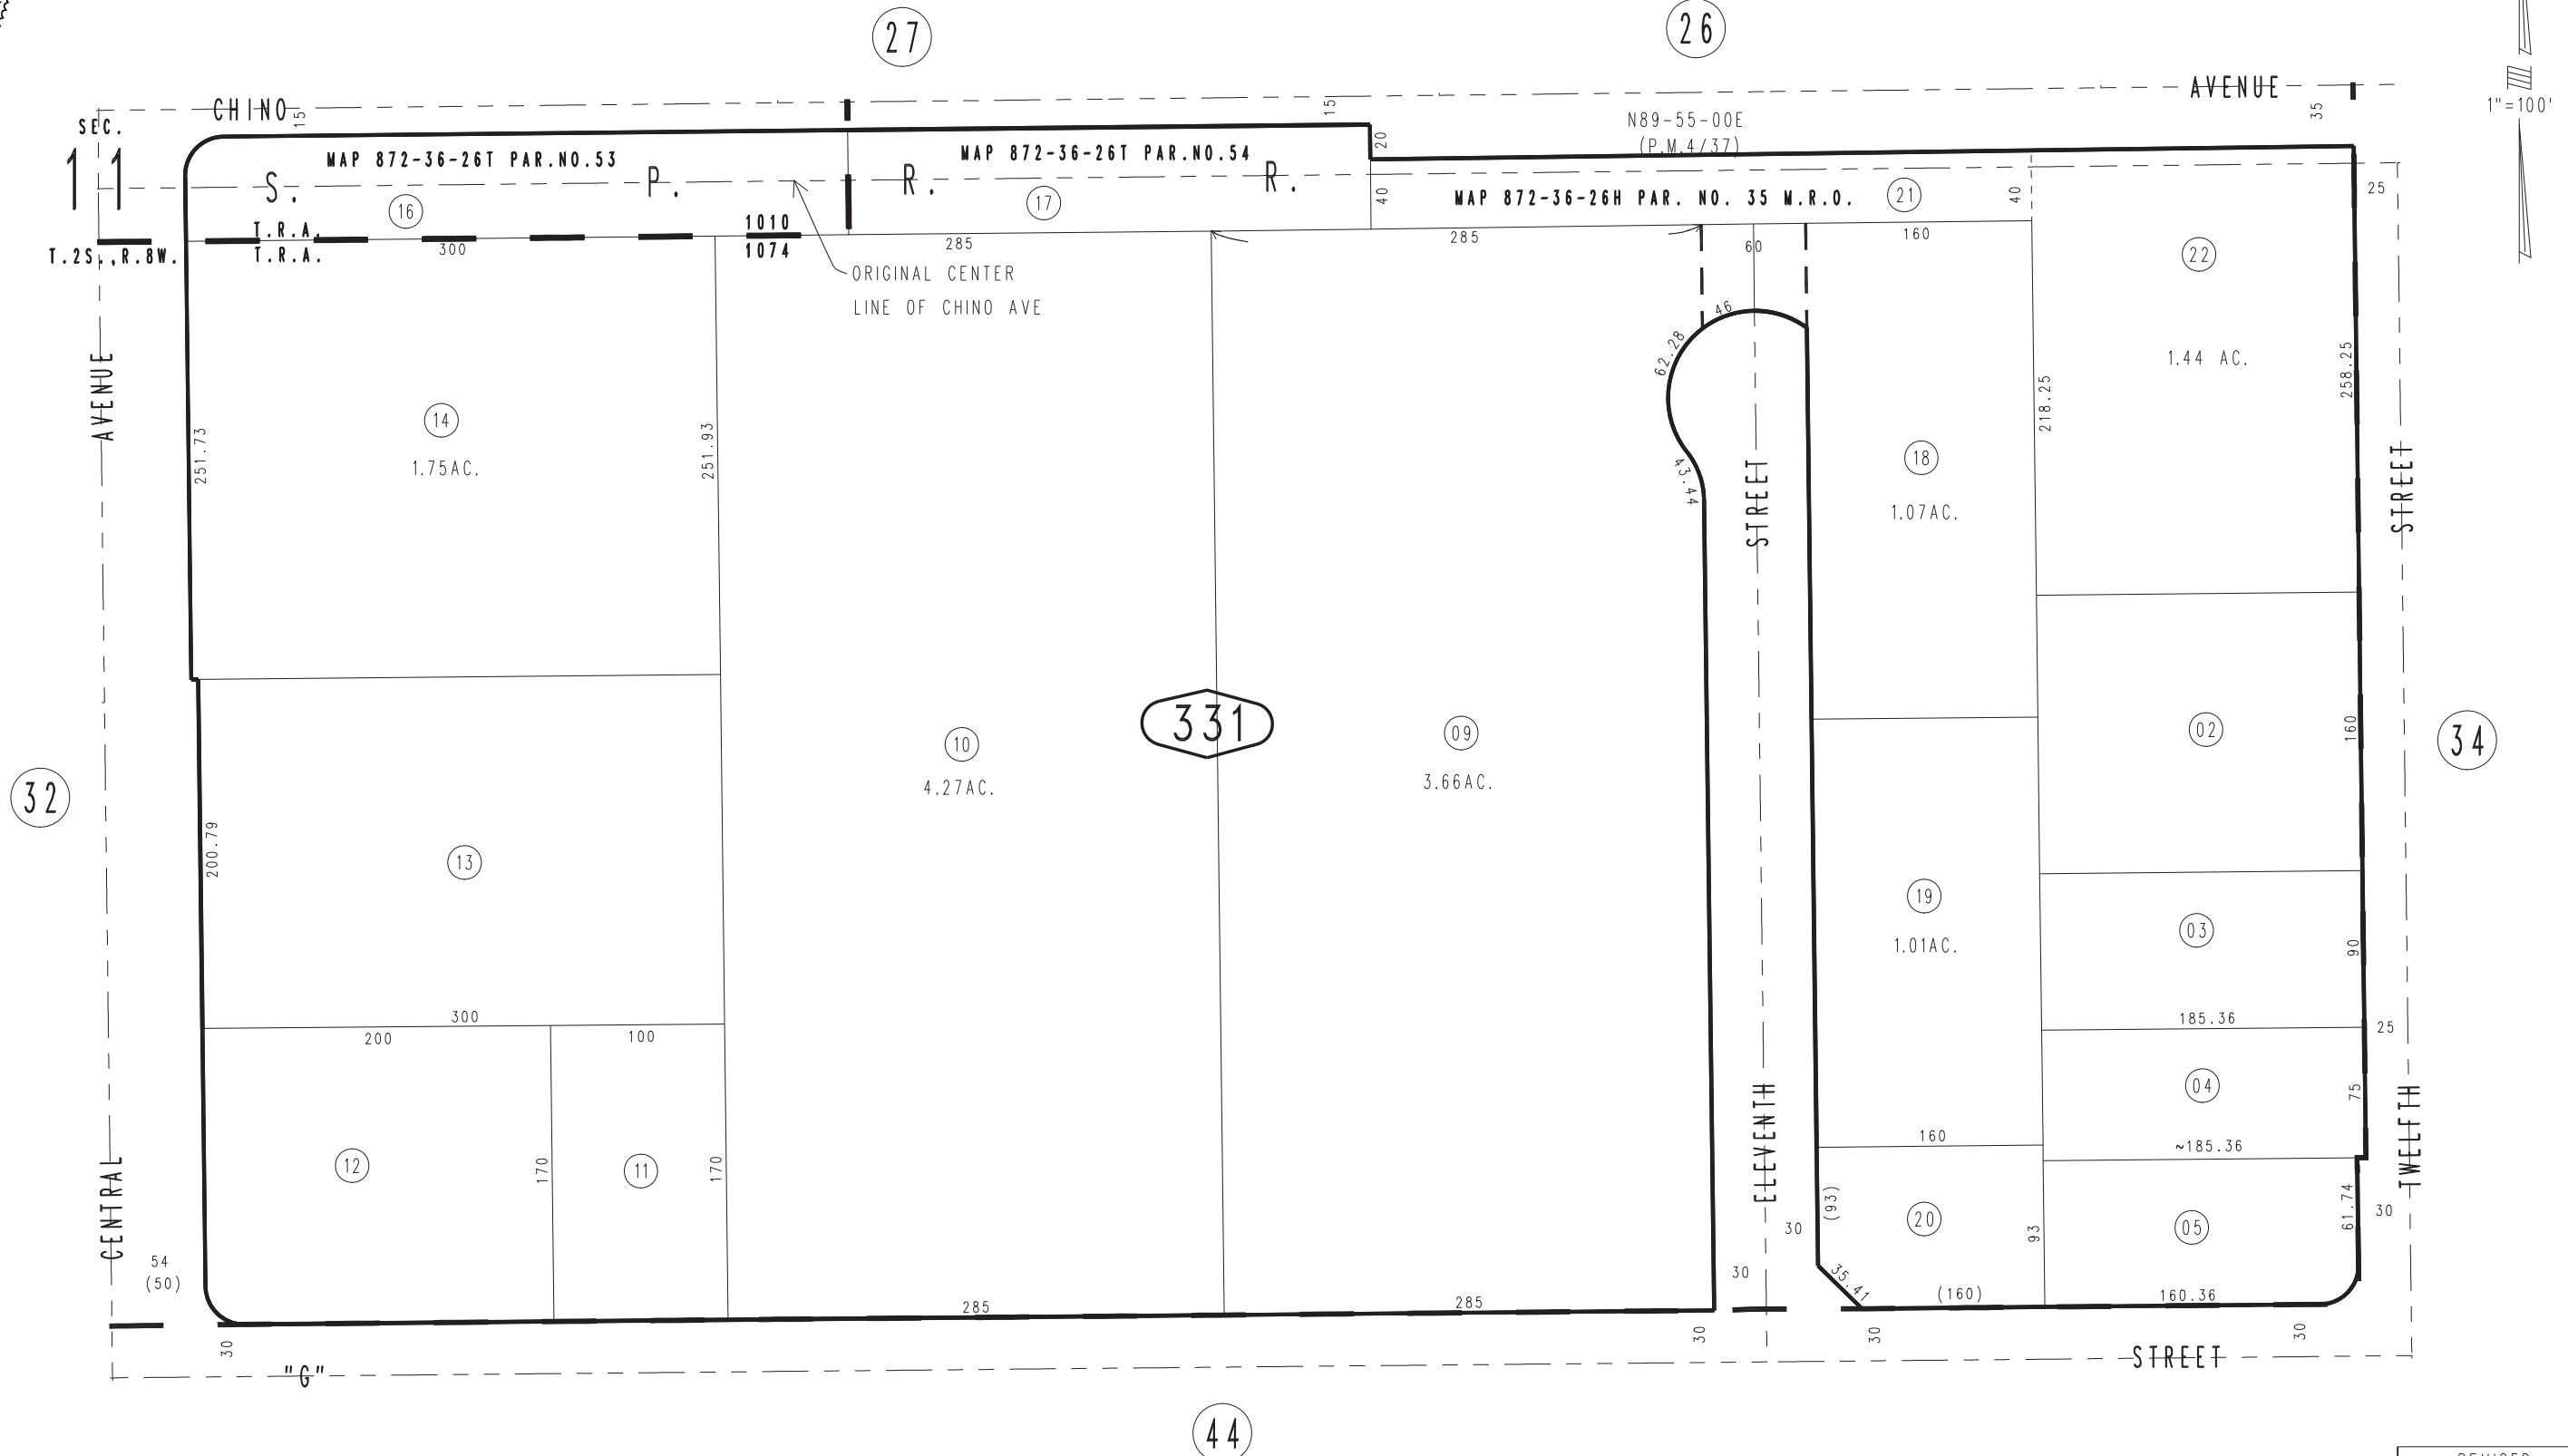 27
26
CHINO
AVENUE
15
15
35
1"=100'
SEC.
11
T.2S.,R.8W.
N89-55-00E
(P.M.4/37)
20
MAP 872-36-26T PAR.NO.53
MAP 872-36-26T PAR.NO.54
S. P. R. R.
16
17
40
MAP 872-36-26H PAR. NO. 35 M.R.O.
21
40
25
T.R.A. 1010
T.R.A. 1074
300
285
285
60
160
ORIGINAL CENTER
LINE OF CHINO AVE
22
1.44 AC.
258.25
218.25
46
62.28
43.44
AVENUE
251.73
14
1.75AC.
251.93
STREET
18
1.07AC.
STREET
32
331
10
4.27AC.
09
3.66AC.
02
160
34
200.79
13
19
1.01AC.
03
90
300
200
100
185.36
25
04
75
160
~185.36
12
170
11
170
CENTRAL
ELEVENTH
TWELFTH
54
(50)
30
30
(93)
20
93
05
61.74
30
35.41
285
285
(160)
160.36
30
30
30
30
"G"
STREET
44
REVISED